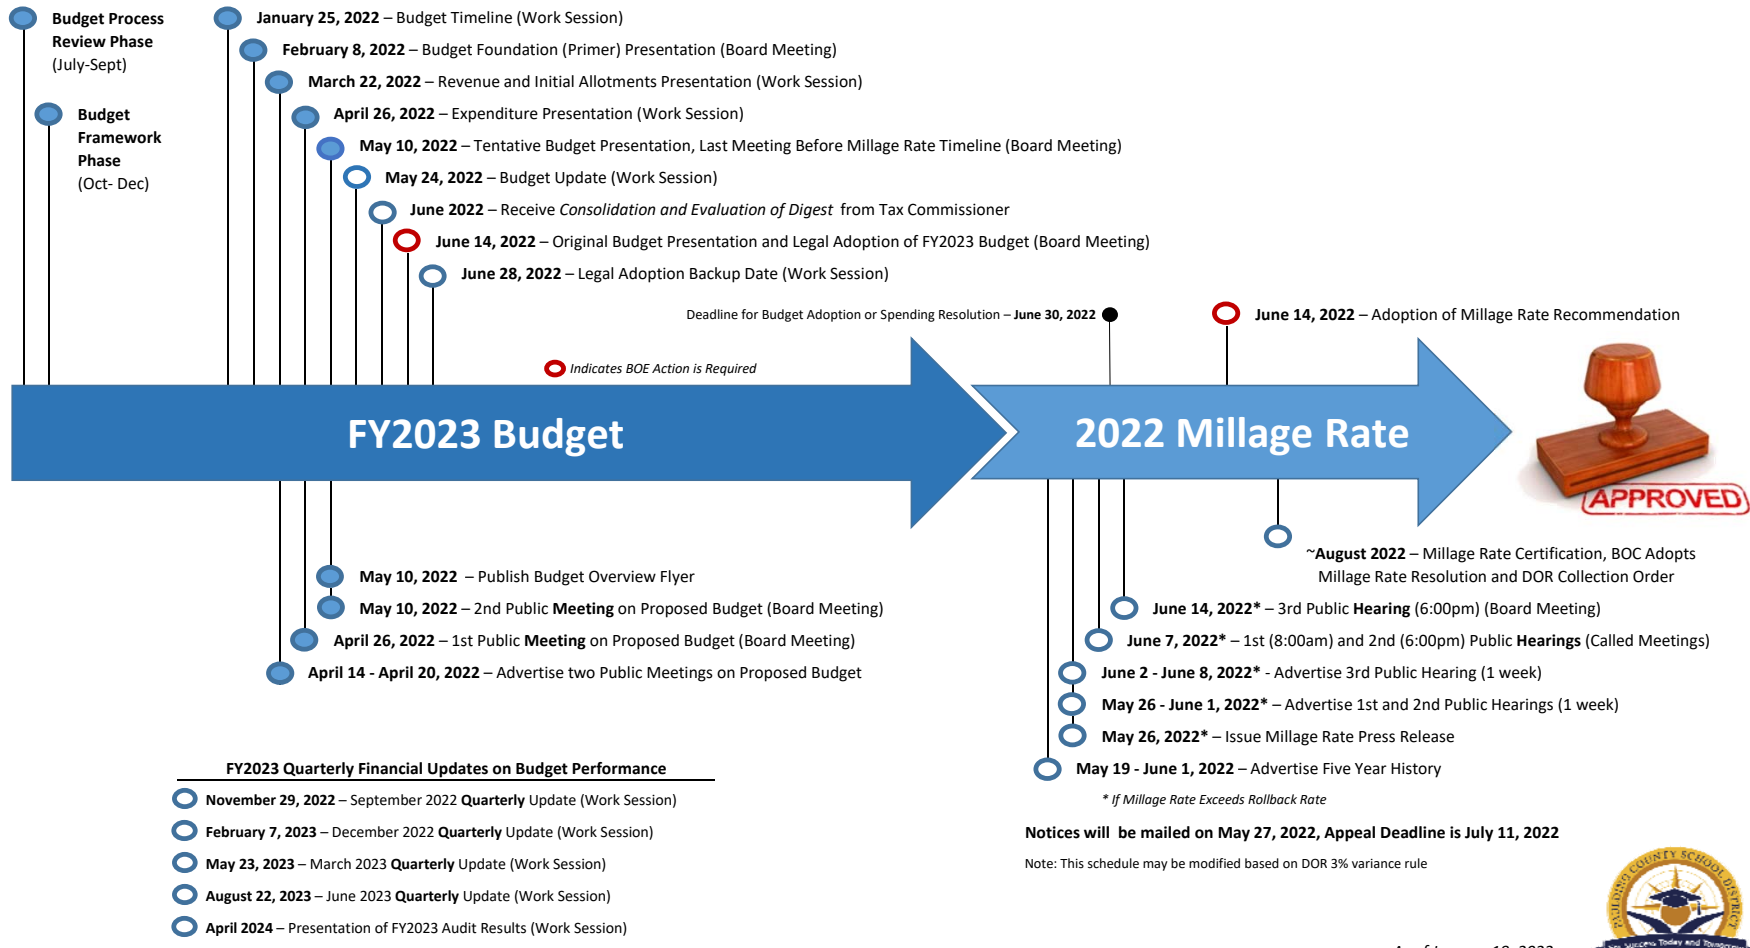 Budget Process
Review Phase
(July-Sept)
Budget
Framework
Phase
(Oct- Dec)
January 25, 2022 – Budget Timeline (Work Session)
February 8, 2022 – Budget Foundation (Primer) Presentation (Board Meeting)
March 22, 2022 – Revenue and Initial Allotments Presentation (Work Session)
April 26, 2022 – Expenditure Presentation (Work Session)
May 10, 2022 – Tentative Budget Presentation, Last Meeting Before Millage Rate Timeline (Board Meeting)
May 24, 2022 – Budget Update (Work Session)
June 2022 – Receive Consolidation and Evaluation of Digest from Tax Commissioner
June 14, 2022 – Original Budget Presentation and Legal Adoption of FY2023 Budget (Board Meeting)
June 28, 2022 – Legal Adoption Backup Date (Work Session)
Deadline for Budget Adoption or Spending Resolution – June 30, 2022
June 14, 2022 – Adoption of Millage Rate Recommendation
Indicates BOE Action is Required
FY2023 Budget
2022 Millage Rate
APPROVED
May 10, 2022 – Publish Budget Overview Flyer
May 10, 2022 – 2nd Public Meeting on Proposed Budget (Board Meeting)
April 26, 2022 – 1st Public Meeting on Proposed Budget (Board Meeting)
April 14 - April 20, 2022 – Advertise two Public Meetings on Proposed Budget
~August 2022 – Millage Rate Certification, BOC Adopts
Millage Rate Resolution and DOR Collection Order
June 14, 2022* – 3rd Public Hearing (6:00pm) (Board Meeting)
June 7, 2022* – 1st (8:00am) and 2nd (6:00pm) Public Hearings (Called Meetings)
June 2 - June 8, 2022* - Advertise 3rd Public Hearing (1 week)
May 26 - June 1, 2022* – Advertise 1st and 2nd Public Hearings (1 week)
May 26, 2022* – Issue Millage Rate Press Release
May 19 - June 1, 2022 – Advertise Five Year History
* If Millage Rate Exceeds Rollback Rate
Notices will be mailed on May 27, 2022, Appeal Deadline is July 11, 2022
Note: This schedule may be modified based on DOR 3% variance rule
FY2023 Quarterly Financial Updates on Budget Performance
November 29, 2022 – September 2022 Quarterly Update (Work Session)
February 7, 2023 – December 2022 Quarterly Update (Work Session)
May 23, 2023 – March 2023 Quarterly Update (Work Session)
August 22, 2023 – June 2023 Quarterly Update (Work Session)
April 2024 – Presentation of FY2023 Audit Results (Work Session)
PAULDING COUNTY SCHOOL DISTRICT
Success Today and Tomorrow